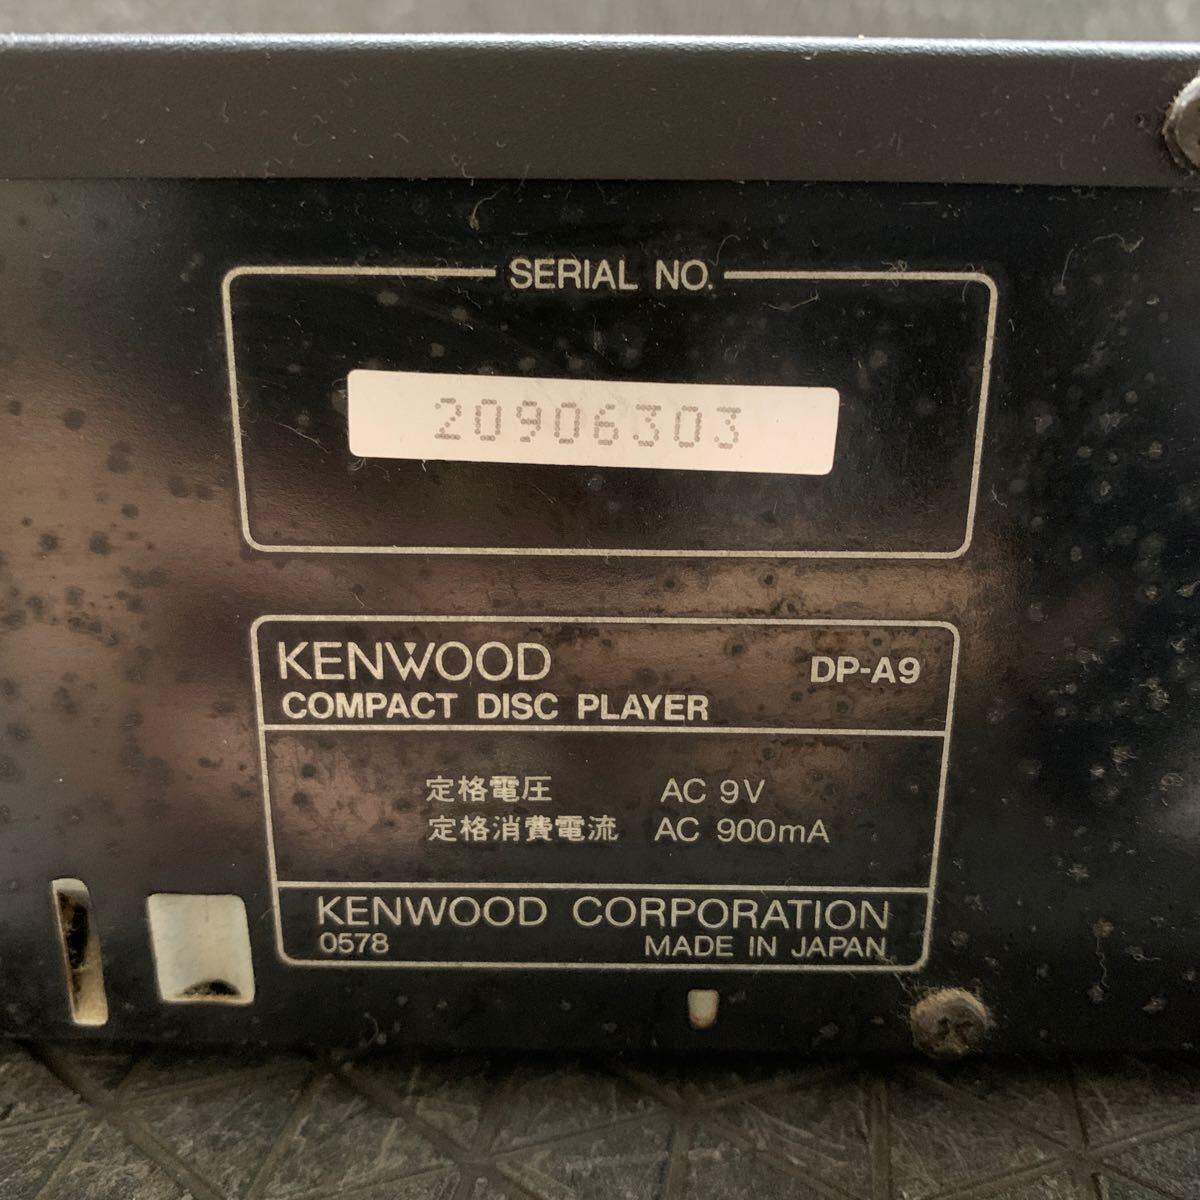 SERIAL NO.
20906303
KENWOOD DP-A9
COMPACT DISC PLAYER
定格電圧 AC 9V
定格消費電流 AC 900mA
KENWOOD CORPORATION
0578 MADE IN JAPAN